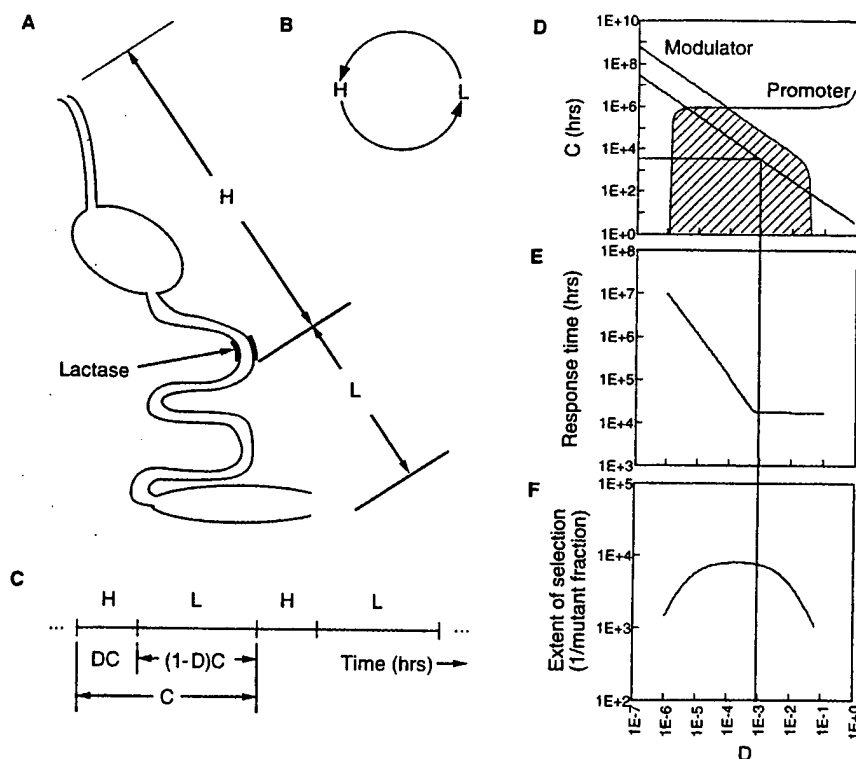 A
H
Lactase
L
B
H
L
C
H L H L
... ...
DC (1-D)C Time (hrs)
C
D
C (hrs)
1E+10
1E+8
1E+6
1E+4
1E+2
1E+0
Modulator
Promoter
E
Response time (hrs)
1E+8
1E+7
1E+6
1E+5
1E+4
1E+3
F
Extent of selection
(1/mutant fraction)
1E+5
1E+4
1E+3
1E+2
1E-7 1E-6 1E-5 1E-4 1E-3 1E-2 1E-1 1E+0
D